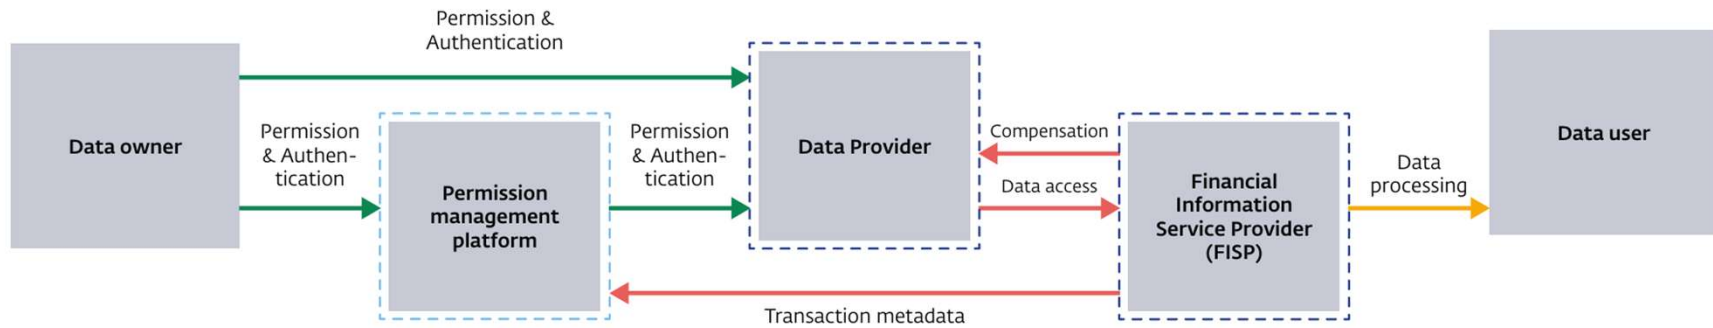 Permission &
Authentication
Data owner
Permission
& Authen-
tication
Permission
management
platform
Permission
& Authen-
tication
Data Provider
Compensation
Data access
Financial
Information
Service Provider
(FISP)
Data
processing
Data user
Transaction metadata